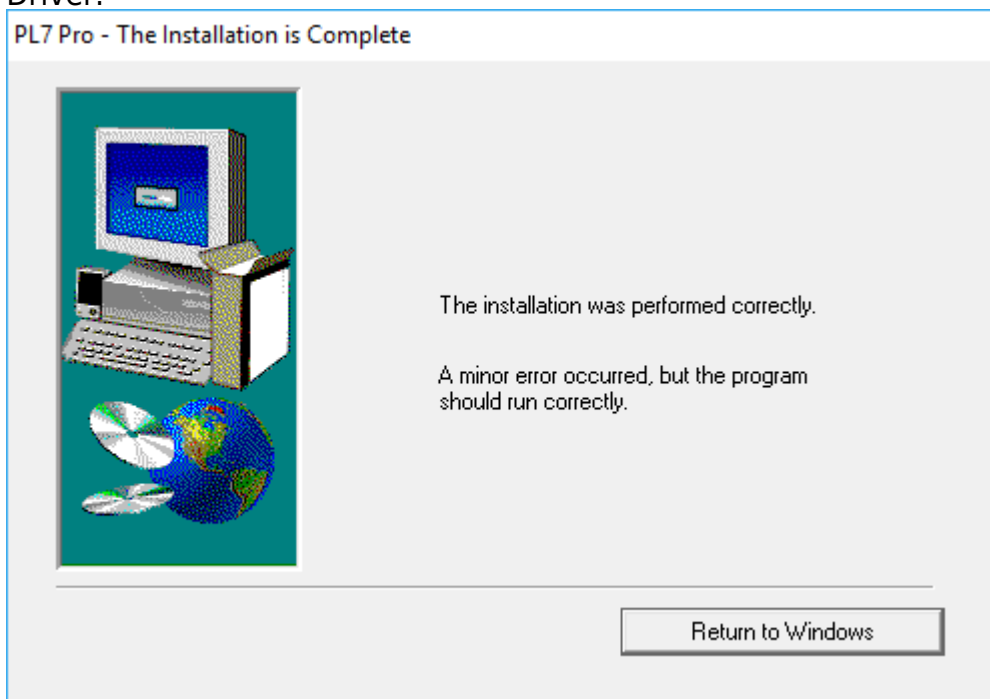 Driver.
PL7 Pro - The Installation is Complete
The installation was performed correctly.
A minor error occurred, but the program
should run correctly.
Return to Windows